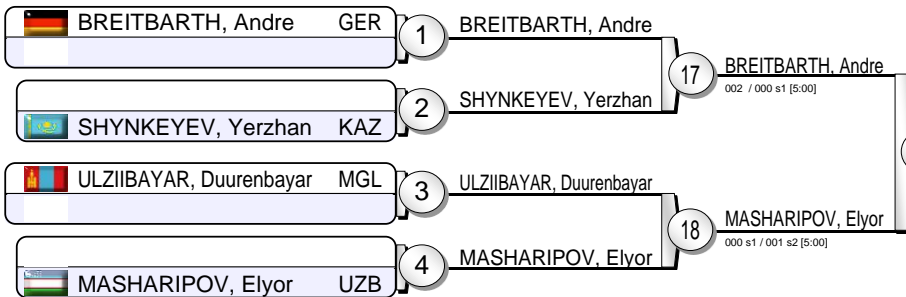 BREITBARTH, Andre GER
1
BREITBARTH, Andre
17
BREITBARTH, Andre
002 / 000 s1 [5:00]
2
SHYNKEYEV, Yerzhan
SHYNKEYEV, Yerzhan KAZ
ULZIIBAYAR, Duurenbayar MGL
3
ULZIIBAYAR, Duurenbayar
18
MASHARIPOV, Elyor
000 s1 / 001 s2 [5:00]
4
MASHARIPOV, Elyor
MASHARIPOV, Elyor UZB